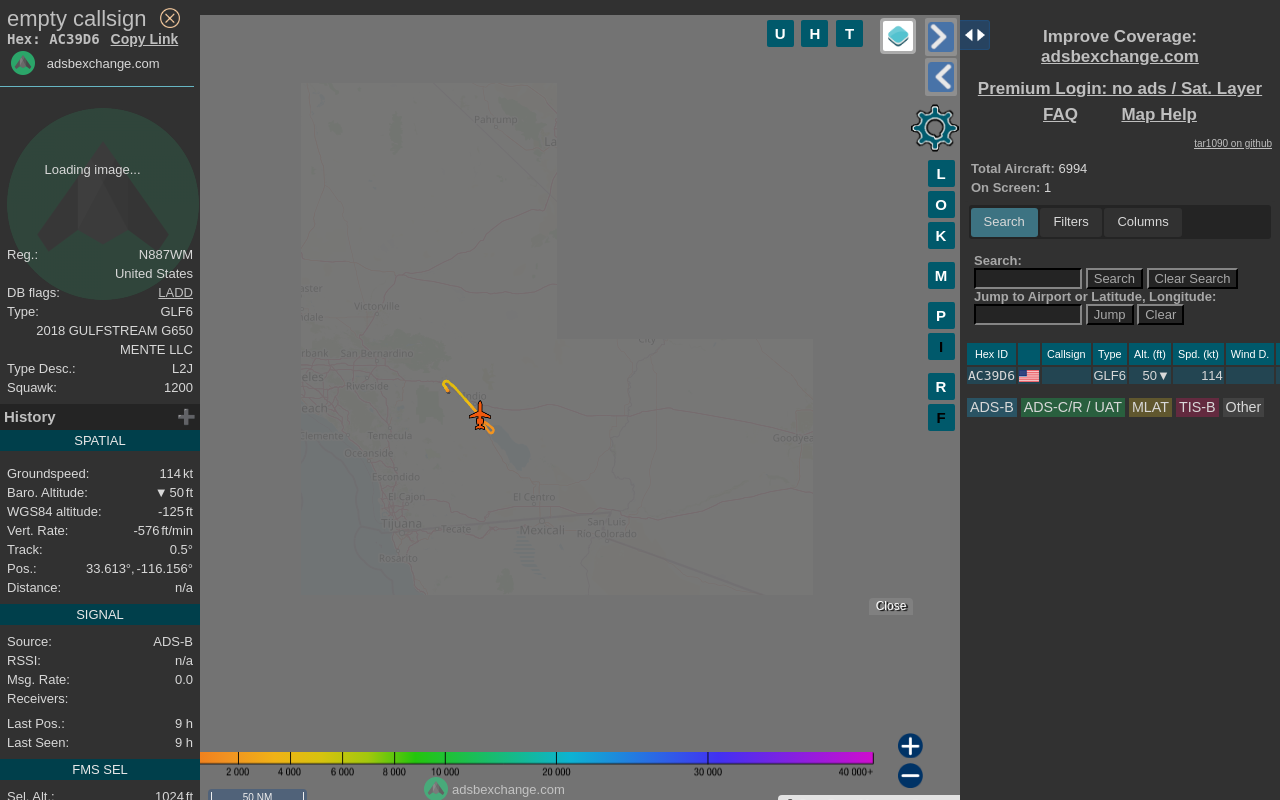 empty callsign
Hex: AC39D6 Copy Link
adsbexchange.com
Loading image...
Reg.: N887WM
United States
DB flags: LADD
Type: GLF6
2018 GULFSTREAM G650
MENTE LLC
Type Desc.: L2J
Squawk: 1200
History
SPATIAL
Groundspeed: 114 kt
Baro. Altitude: ▼ 50 ft
WGS84 altitude: -125 ft
Vert. Rate: -576 ft/min
Track: 0.5°
Pos.: 33.613°, -116.156°
Distance: n/a
SIGNAL
Source: ADS-B
RSSI: n/a
Msg. Rate: 0.0
Receivers:
Last Pos.: 9 h
Last Seen: 9 h
FMS SEL
Sel. Alt.: 1024 ft
U H T
L
O
K
M
P
I
R
F
Pahrump
La
Victorville
San Bernardino
Riverside
Temecula
Oceanside
Escondido
El Cajon
Tijuana
Tecate
Rosarito
El Centro
Mexicali
San Luis
Río Colorado
City
Close
2 000 4 000 6 000 8 000 10 000 20 000 30 000 40 000+
adsbexchange.com
50 NM
Improve Coverage:
adsbexchange.com
Premium Login: no ads / Sat. Layer
FAQ Map Help
tar1090 on github
Total Aircraft: 6994
On Screen: 1
Search Filters Columns
Search:
Search Clear Search
Jump to Airport or Latitude, Longitude:
Jump Clear
Hex ID Callsign Type Alt. (ft) Spd. (kt) Wind D.
AC39D6 GLF6 50▼ 114
ADS-B ADS-C/R / UAT MLAT TIS-B Other